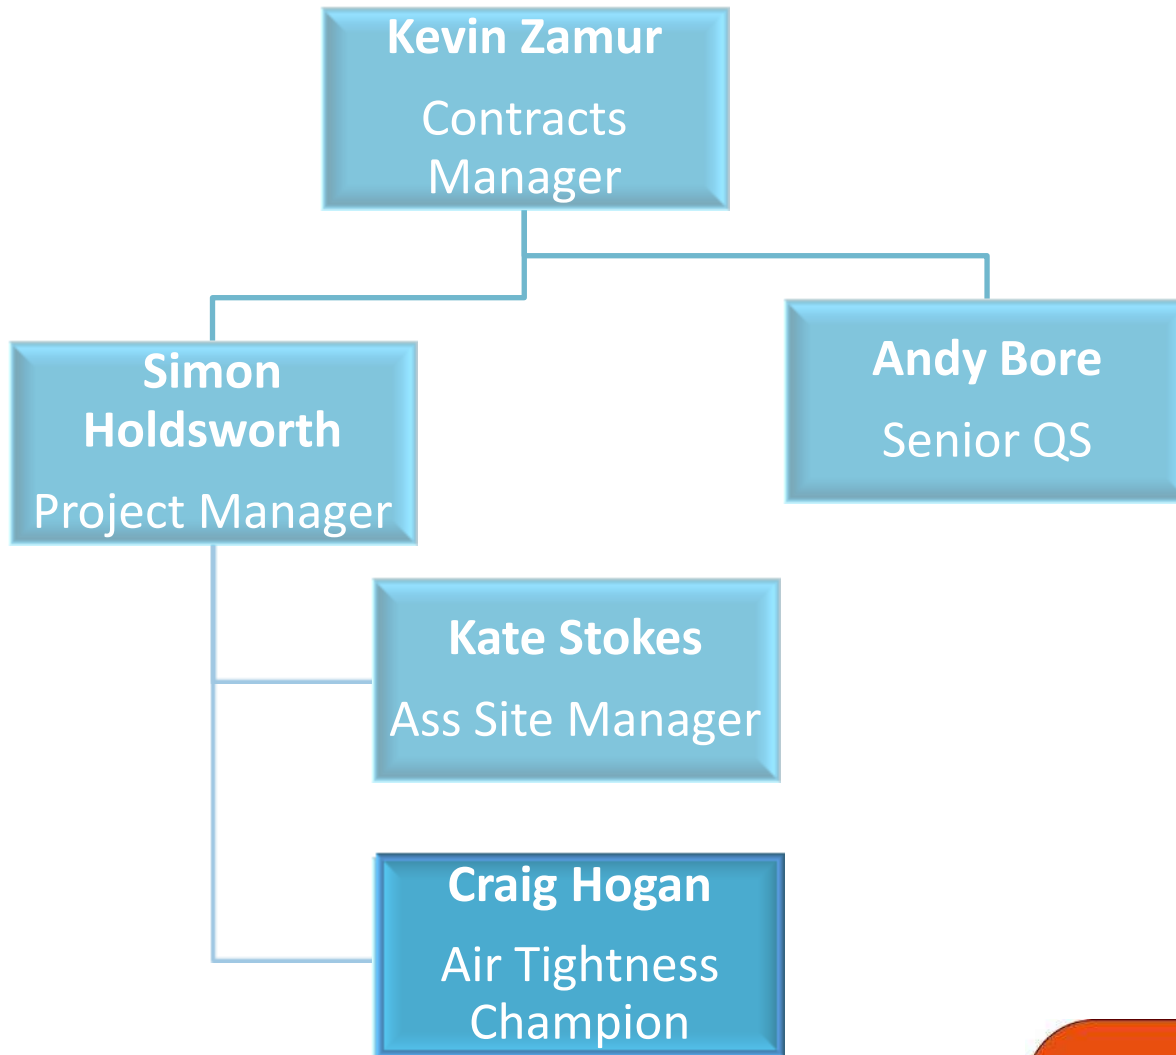 Kevin Zamur
Contracts
Manager
Simon
Holdsworth
Project Manager
Andy Bore
Senior QS
Kate Stokes
Ass Site Manager
Craig Hogan
Air Tightness
Champion